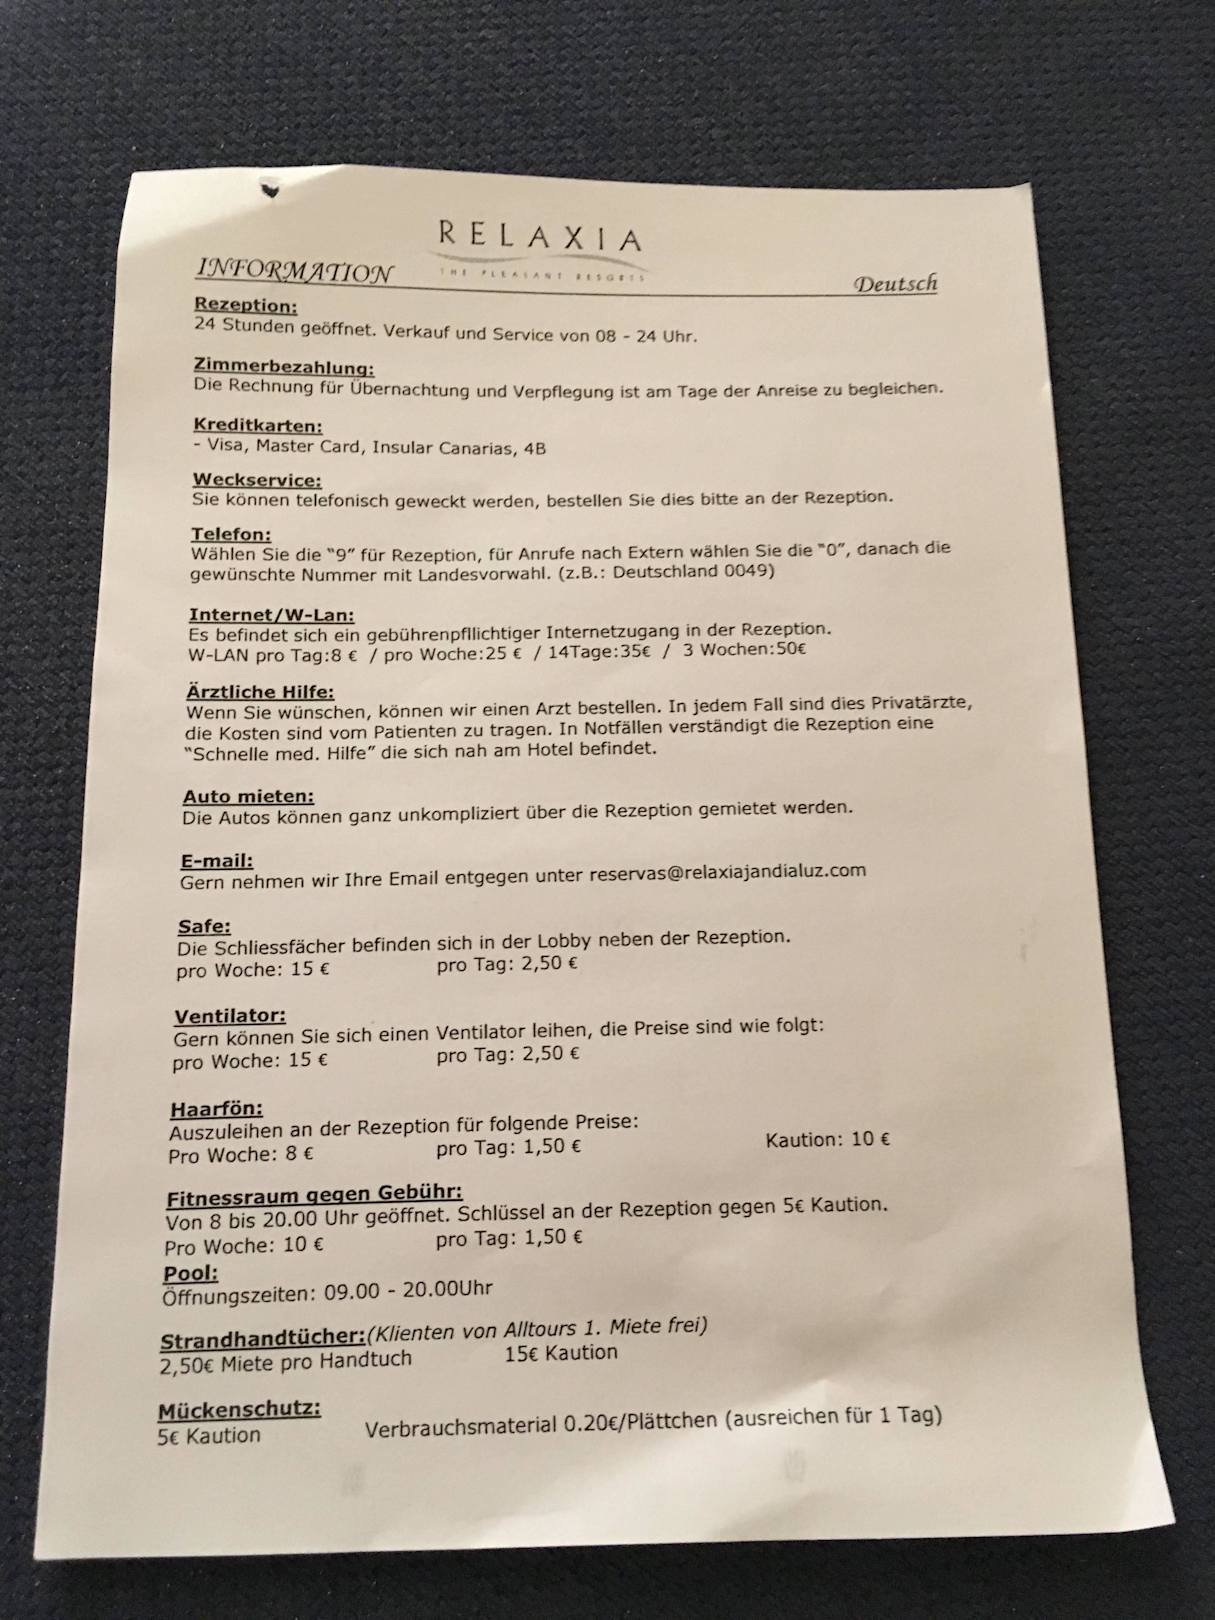 RELAXIA
THE PLEASANT RESORTS
INFORMATION
Deutsch
Rezeption:
24 Stunden geöffnet. Verkauf und Service von 08 - 24 Uhr.
Zimmerbezahlung:
Die Rechnung für Übernachtung und Verpflegung ist am Tage der Anreise zu begleichen.
Kreditkarten:
- Visa, Master Card, Insular Canarias, 4B
Weckservice:
Sie können telefonisch geweckt werden, bestellen Sie dies bitte an der Rezeption.
Telefon:
Wählen Sie die "9" für Rezeption, für Anrufe nach Extern wählen Sie die "0", danach die
gewünschte Nummer mit Landesvorwahl. (z.B.: Deutschland 0049)
Internet/W-Lan:
Es befindet sich ein gebührenpfllichtiger Internetzugang in der Rezeption.
W-LAN pro Tag:8 € / pro Woche:25 € / 14Tage:35€ / 3 Wochen:50€
Ärztliche Hilfe:
Wenn Sie wünschen, können wir einen Arzt bestellen. In jedem Fall sind dies Privatärzte,
die Kosten sind vom Patienten zu tragen. In Notfällen verständigt die Rezeption eine
"Schnelle med. Hilfe" die sich nah am Hotel befindet.
Auto mieten:
Die Autos können ganz unkompliziert über die Rezeption gemietet werden.
E-mail:
Gern nehmen wir Ihre Email entgegen unter reservas@relaxiajandialuz.com
Safe:
Die Schliessfächer befinden sich in der Lobby neben der Rezeption.
pro Woche: 15 € pro Tag: 2,50 €
Ventilator:
Gern können Sie sich einen Ventilator leihen, die Preise sind wie folgt:
pro Woche: 15 € pro Tag: 2,50 €
Haarfön:
Auszuleihen an der Rezeption für folgende Preise:
Pro Woche: 8 € pro Tag: 1,50 € Kaution: 10 €
Fitnessraum gegen Gebühr:
Von 8 bis 20.00 Uhr geöffnet. Schlüssel an der Rezeption gegen 5€ Kaution.
Pro Woche: 10 € pro Tag: 1,50 €
Pool:
Öffnungszeiten: 09.00 - 20.00Uhr
Strandhandtücher:(Klienten von Alltours 1. Miete frei)
2,50€ Miete pro Handtuch 15€ Kaution
Mückenschutz:
5€ Kaution Verbrauchsmaterial 0.20€/Plättchen (ausreichen für 1 Tag)